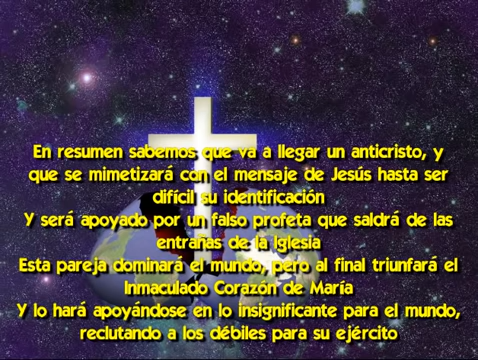 En resumen sabemos que va a llegar un anticristo, y
que se mimetizará con el mensaje de Jesús hasta ser
difícil su identificación
Y será apoyado por un falso profeta que saldrá de las
entrañas de la Iglesia
Esta pareja dominará el mundo, pero al final triunfará el
Inmaculado Corazón de María
Y lo hará apoyándose en lo insignificante para el mundo,
reclutando a los débiles para su ejército